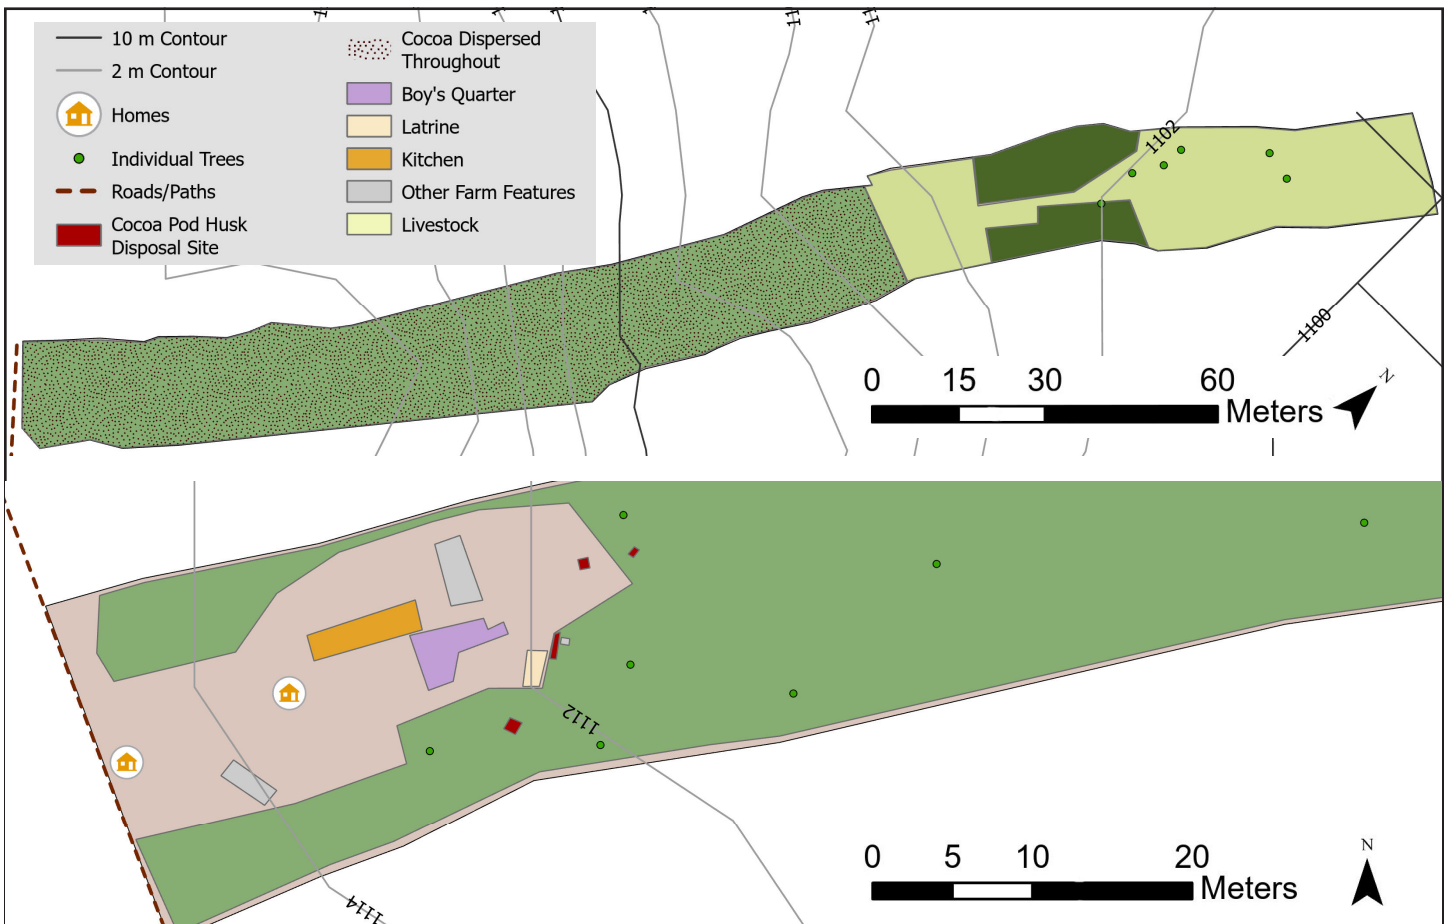 10 m Contour
2 m Contour
Homes
Individual Trees
Roads/Paths
Cocoa Pod Husk
Disposal Site
Cocoa Dispersed
Throughout
Boy's Quarter
Latrine
Kitchen
Other Farm Features
Livestock
1102
1100
0 15 30 60
Meters
N
1112
1114
0 5 10 20
Meters
N